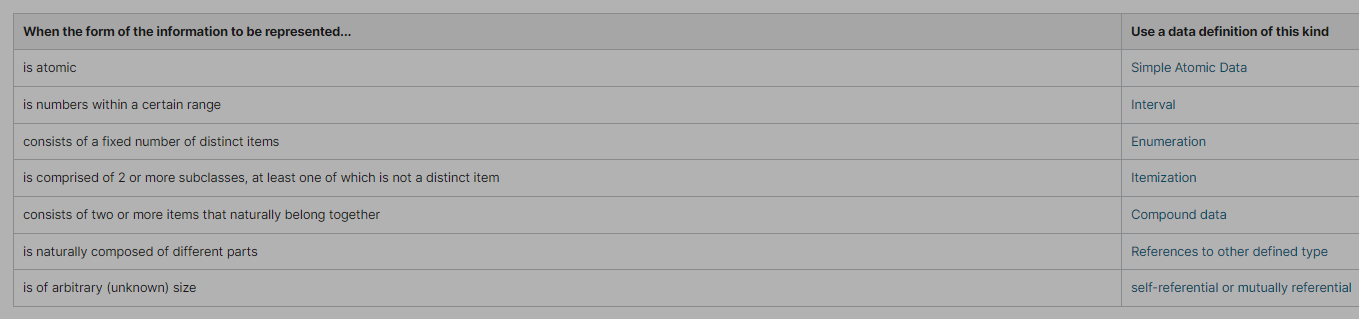 When the form of the information to be represented... Use a data definition of this kind
is atomic Simple Atomic Data
is numbers within a certain range Interval
consists of a fixed number of distinct items Enumeration
is comprised of 2 or more subclasses, at least one of which is not a distinct item Itemization
consists of two or more items that naturally belong together Compound data
is naturally composed of different parts References to other defined type
is of arbitrary (unknown) size self-referential or mutually referential